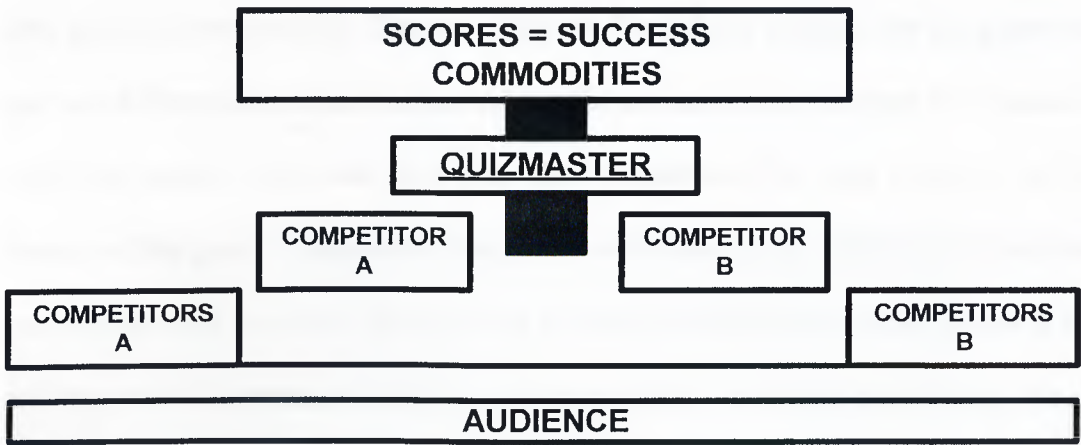 SCORES = SUCCESS
COMMODITIES
QUIZMASTER
COMPETITOR
A
COMPETITOR
B
COMPETITORS
A
COMPETITORS
B
AUDIENCE